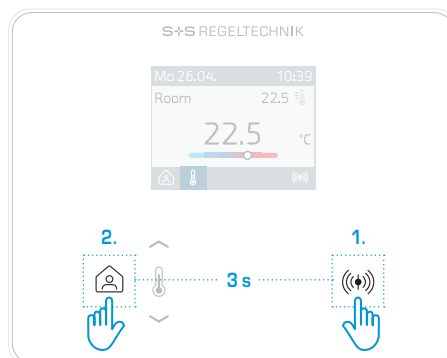 S+S REGELTECHNIK
Mo 26.04. 10:39
Room 22.5
22.5 °C
2. 1.
3 s